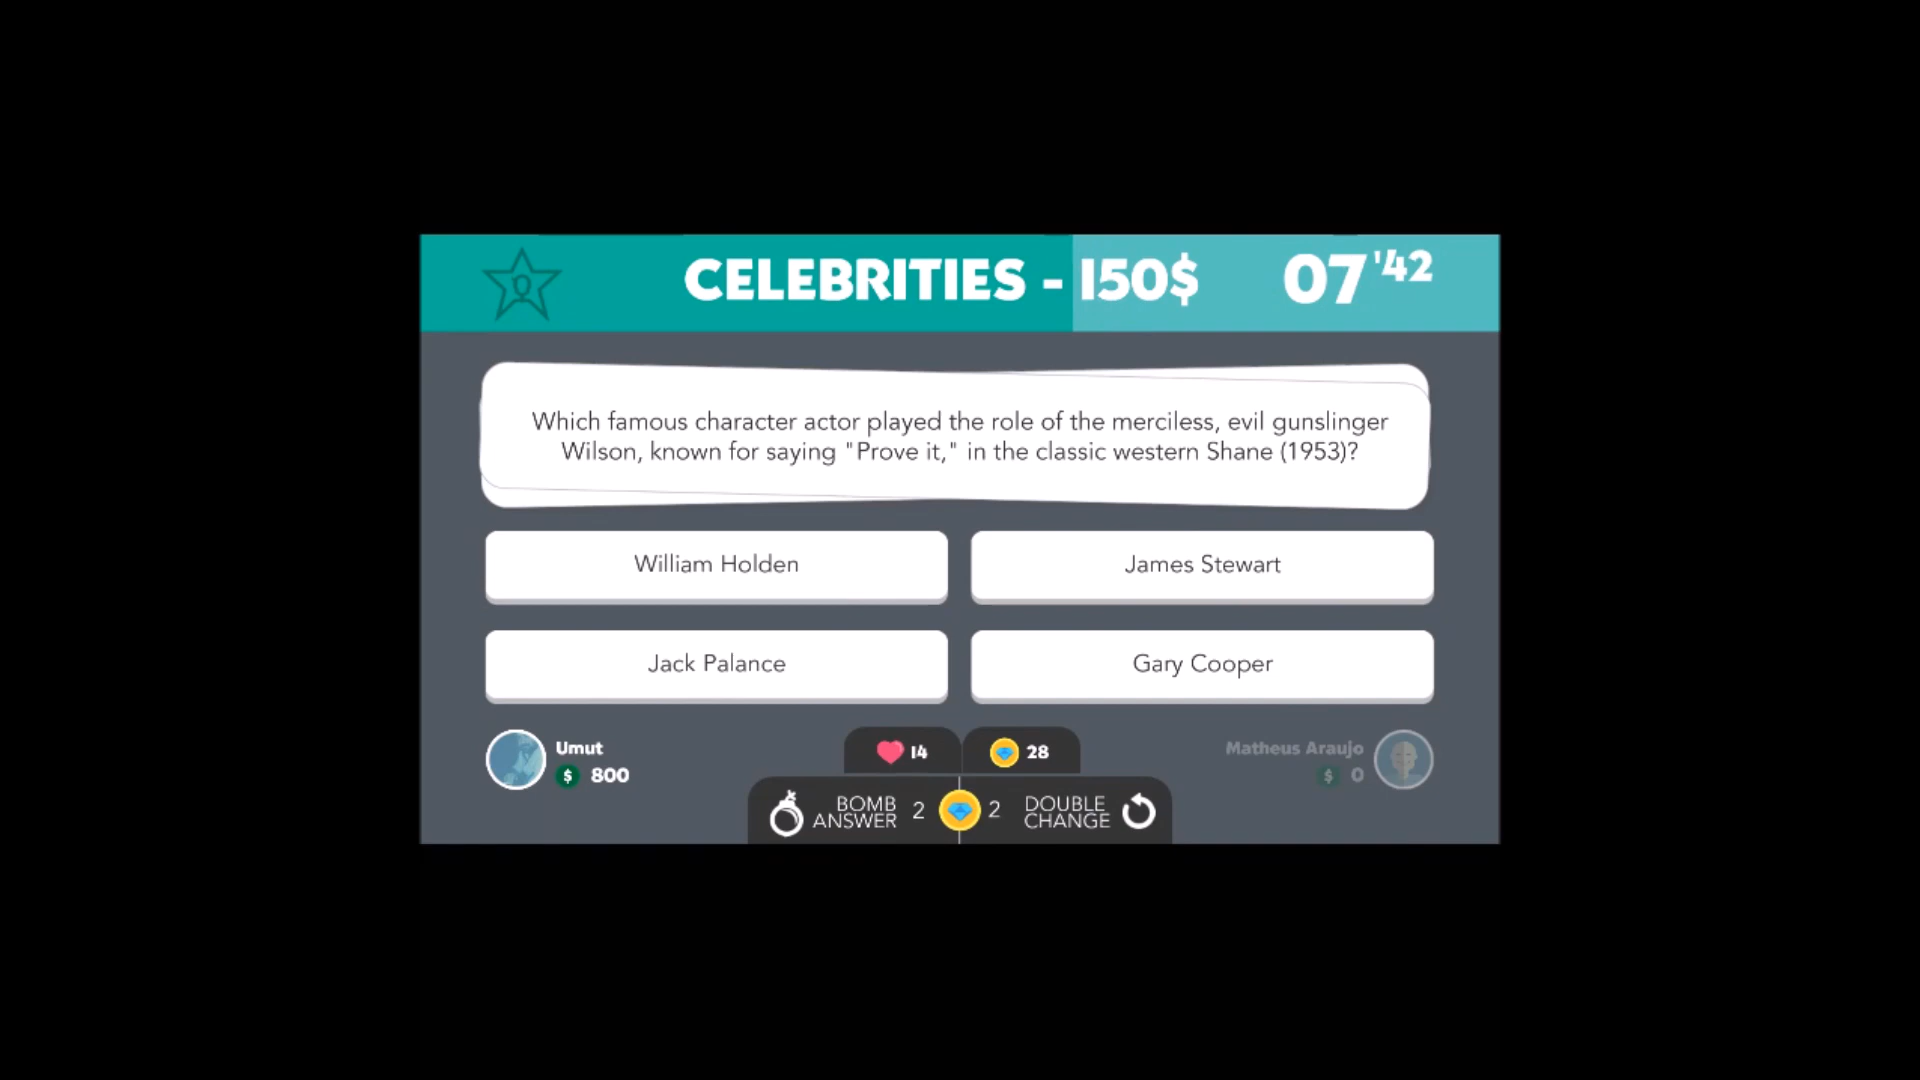 CELEBRITIES - 150$
07'42
Which famous character actor played the role of the merciless, evil gunslinger
Wilson, known for saying "Prove it," in the classic western Shane (1953)?
William Holden
James Stewart
Jack Palance
Gary Cooper
Umut
$ 800
14
28
Matheus Araujo
$ 0
BOMB
ANSWER 2
2 DOUBLE
CHANGE